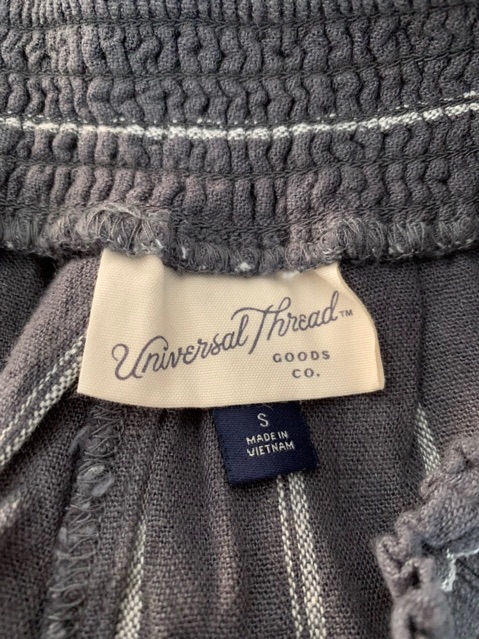 Universal Thread™
GOODS
CO.
S
MADE IN
VIETNAM